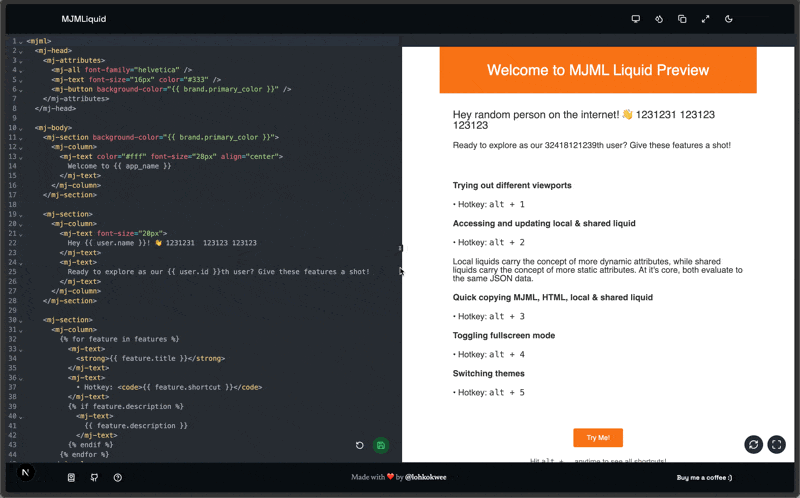 MJMLiquid
1 <mjml>
2 <mj-head>
3 <mj-attributes>
4 <mj-all font-family="helvetica" />
5 <mj-text font-size="16px" color="#333" />
6 <mj-button background-color="{{ brand.primary_color }}" />
7 </mj-attributes>
8 </mj-head>
9
10 <mj-body>
11 <mj-section background-color="{{ brand.primary_color }}">
12 <mj-column>
13 <mj-text color="#fff" font-size="28px" align="center">
14 Welcome to {{ app_name }}
15 </mj-text>
16 </mj-column>
17 </mj-section>
18
19 <mj-section>
20 <mj-column>
21 <mj-text font-size="20px">
22 Hey {{ user.name }}! 👋 1231231 123123 123123
23 </mj-text>
24 <mj-text>
25 Ready to explore as our {{ user.id }}th user? Give these features a shot!
26 </mj-text>
27 </mj-column>
28 </mj-section>
29
30 <mj-section>
31 <mj-column>
32 {% for feature in features %}
33 <mj-text>
34 <strong>{{ feature.title }}</strong>
35 </mj-text>
36 <mj-text>
37 • Hotkey: <code>{{ feature.shortcut }}</code>
38 </mj-text>
39 {% if feature.description %}
40 <mj-text>
41 {{ feature.description }}
42 </mj-text>
43 {% endif %}
44 {% endfor %}
Welcome to MJML Liquid Preview
Hey random person on the internet! 👋 1231231 123123
123123
Ready to explore as our 32418121239th user? Give these features a shot!
Trying out different viewports
• Hotkey: alt + 1
Accessing and updating local & shared liquid
• Hotkey: alt + 2
Local liquids carry the concept of more dynamic attributes, while shared
liquids carry the concept of more static attributes. At it's core, both evaluate to
the same JSON data.
Quick copying MJML, HTML, local & shared liquid
• Hotkey: alt + 3
Toggling fullscreen mode
• Hotkey: alt + 4
Switching themes
• Hotkey: alt + 5
Try Me!
Hit alt + anytime to see all shortcuts!
N
Made with ❤️ by @lohkokwee
Buy me a coffee :)